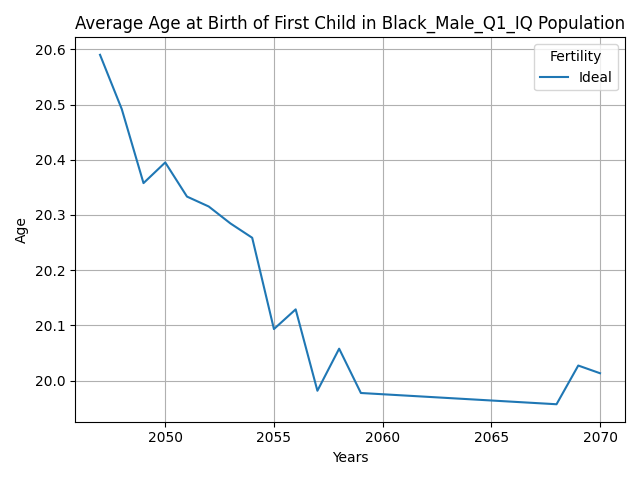 Average Age at Birth of First Child in Black_Male_Q1_IQ Population
Fertility
Ideal
20.6
20.5
20.4
20.3
20.2
20.1
20.0
Age
2050 2055 2060 2065 2070
Years